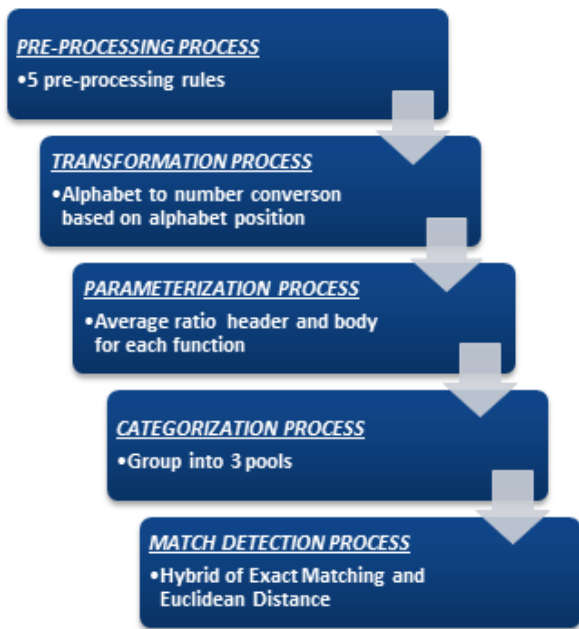 PRE-PROCESSING PROCESS
•5 pre-processing rules
TRANSFORMATION PROCESS
•Alphabet to number converson
based on alphabet position
PARAMETERIZATION PROCESS
•Average ratio header and body
for each function
CATEGORIZATION PROCESS
•Group into 3 pools
MATCH DETECTION PROCESS
•Hybrid of Exact Matching and
Euclidean Distance